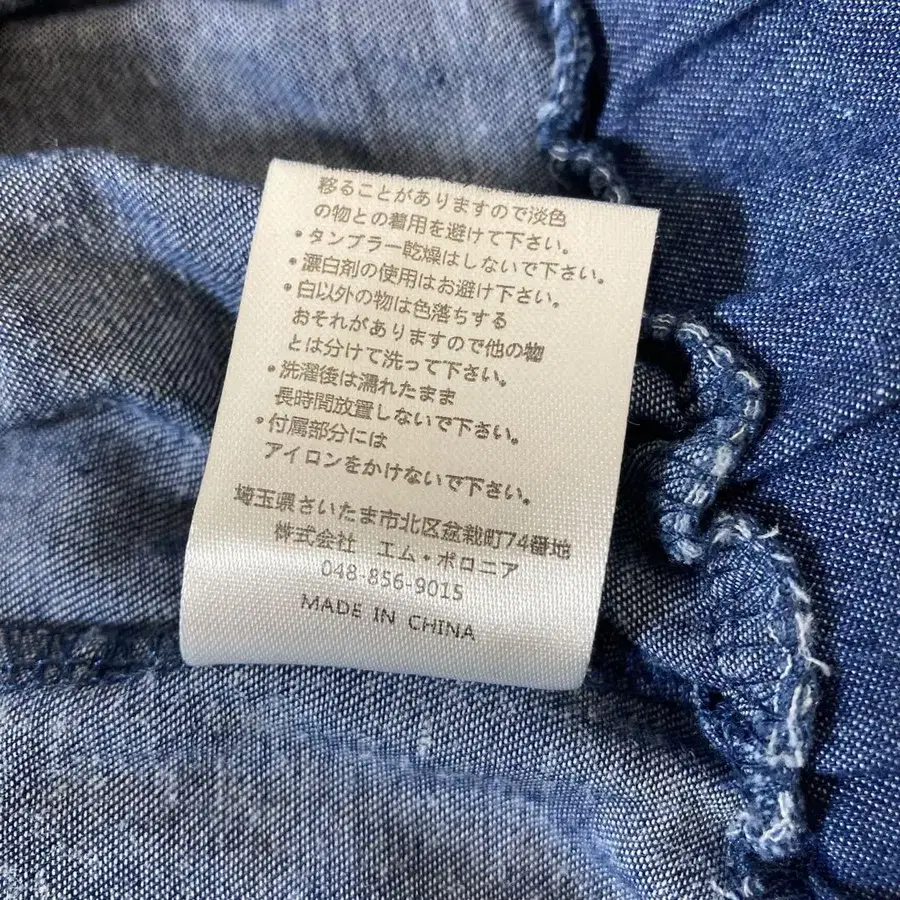 移ることがありますので淡色
の物との着用を避けて下さい。
・タンブラー乾燥はしないで下さい。
・漂白剤の使用はお避け下さい。
・白以外の物は色落ちする
おそれがありますので他の物
とは分けて洗って下さい。
・洗濯後は濡れたまま
長時間放置しないで下さい。
・付属部分には
アイロンをかけないで下さい。
埼玉県さいたま市北区盆栽町74番地
株式会社 エム・ポロニア
048-856-9015
MADE IN CHINA